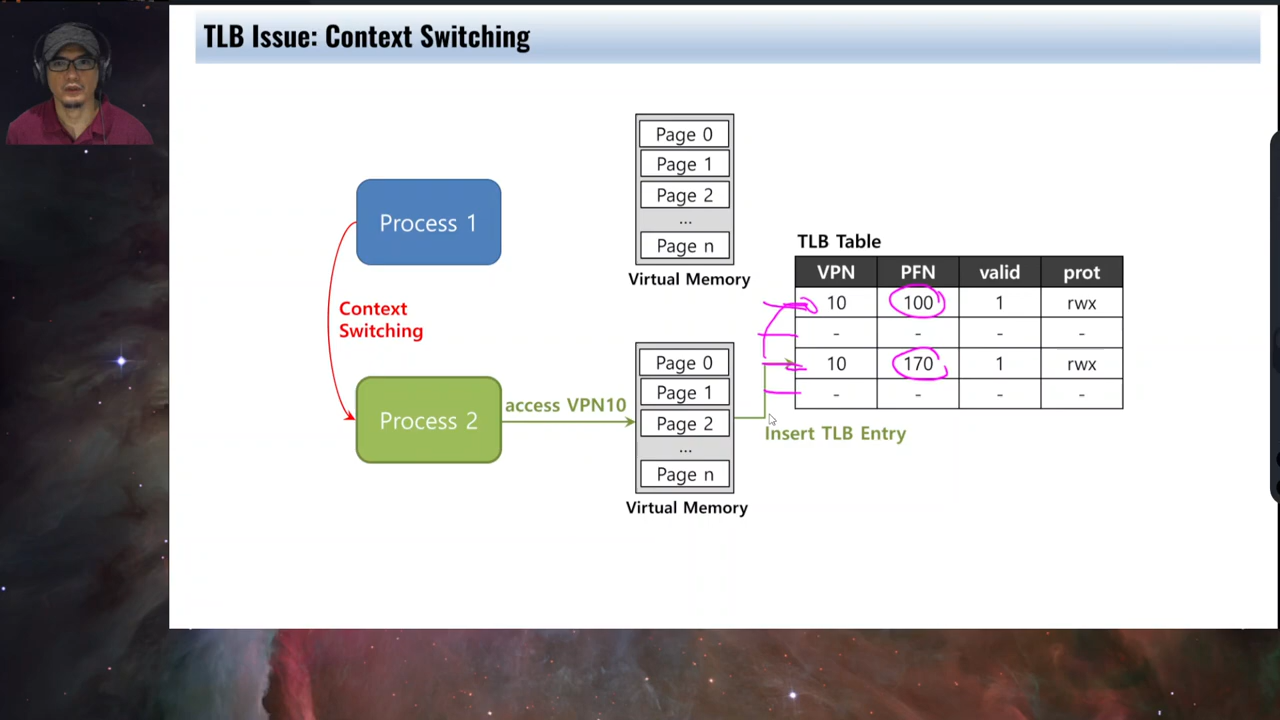 TLB Issue: Context Switching
Page 0
Page 1
Page 2
...
Page n
Virtual Memory
Process 1
Context
Switching
Process 2
access VPN10
Page 0
Page 1
Page 2
...
Page n
Virtual Memory
TLB Table
VPN PFN valid prot
10 100 1 rwx
- - - -
10 170 1 rwx
- - - -
Insert TLB Entry